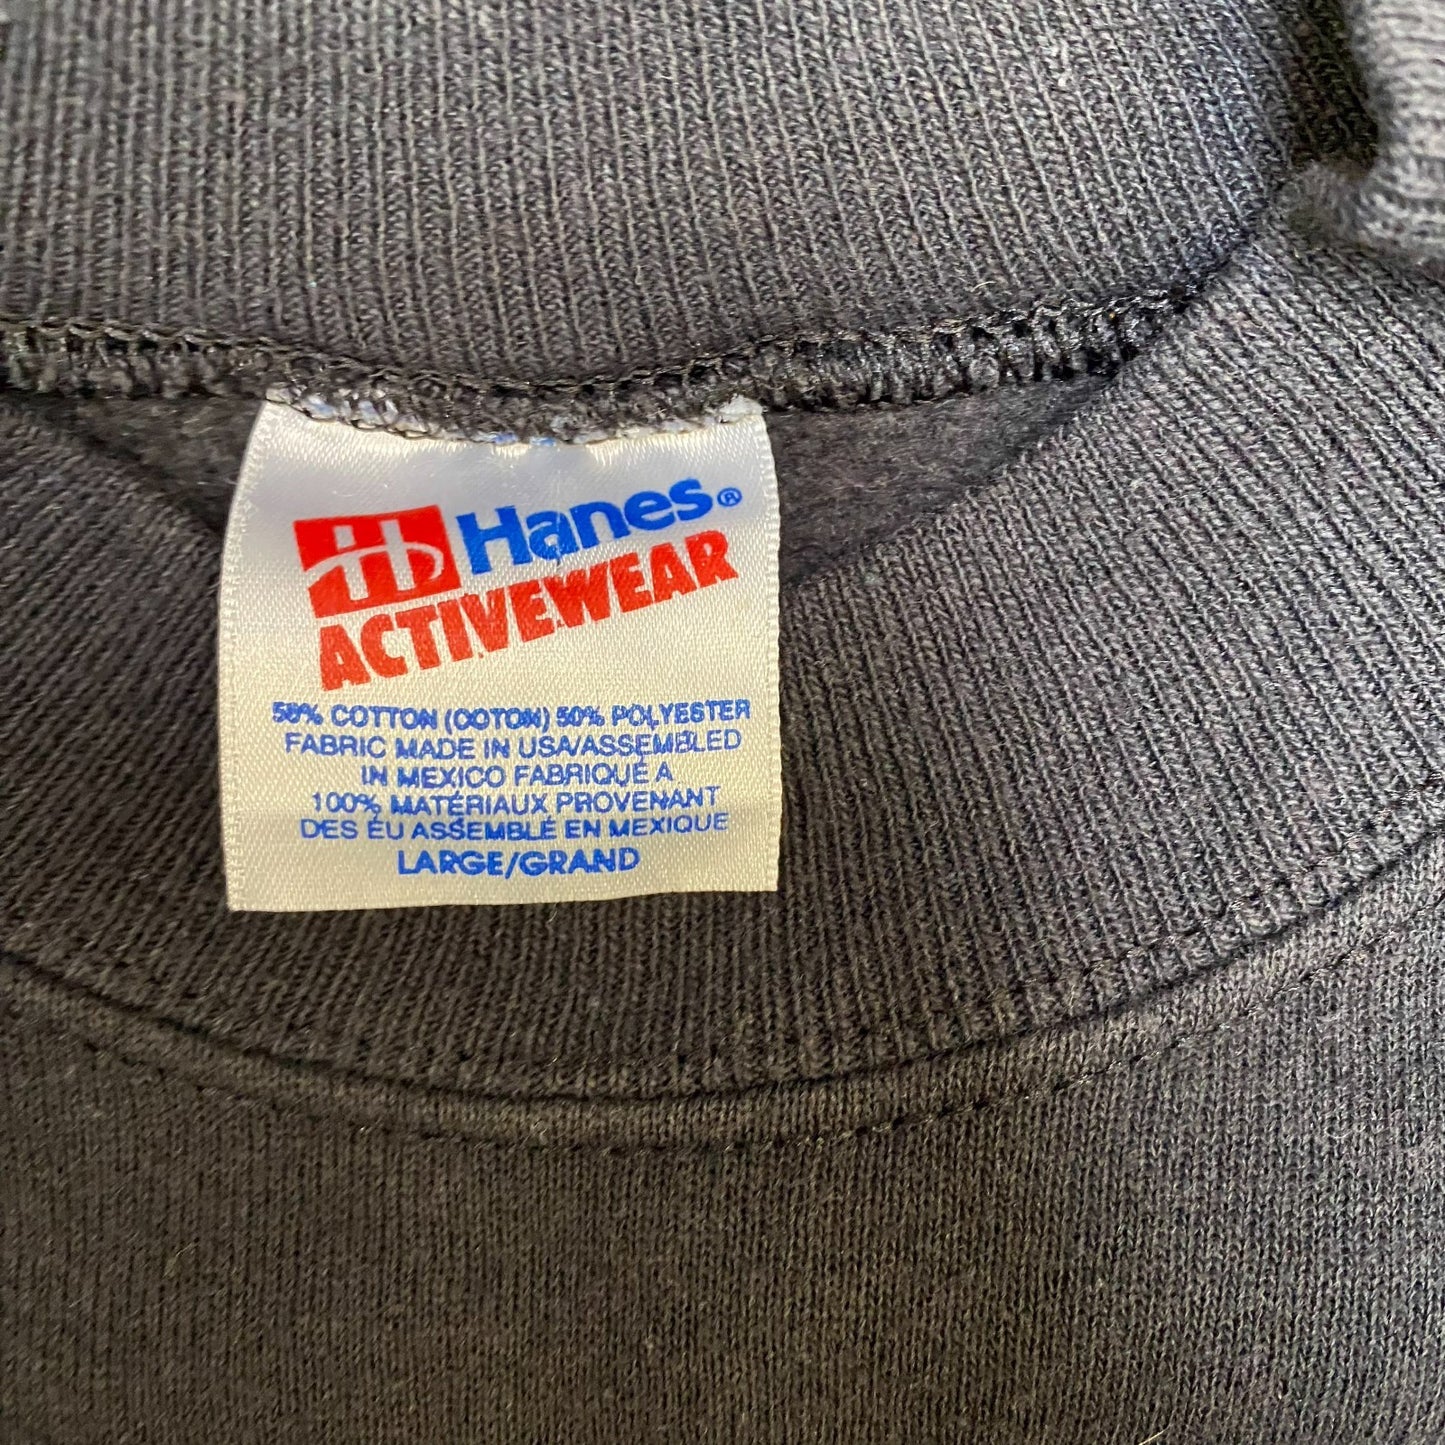 Hanes®
ACTIVEWEAR
50% COTTON (COTON) 50% POLYESTER
FABRIC MADE IN USA/ASSEMBLED
IN MEXICO FABRIQUÉ A
100% MATÉRIAUX PROVENANT
DES ÉU ASSEMBLÉ EN MEXIQUE
LARGE/GRAND